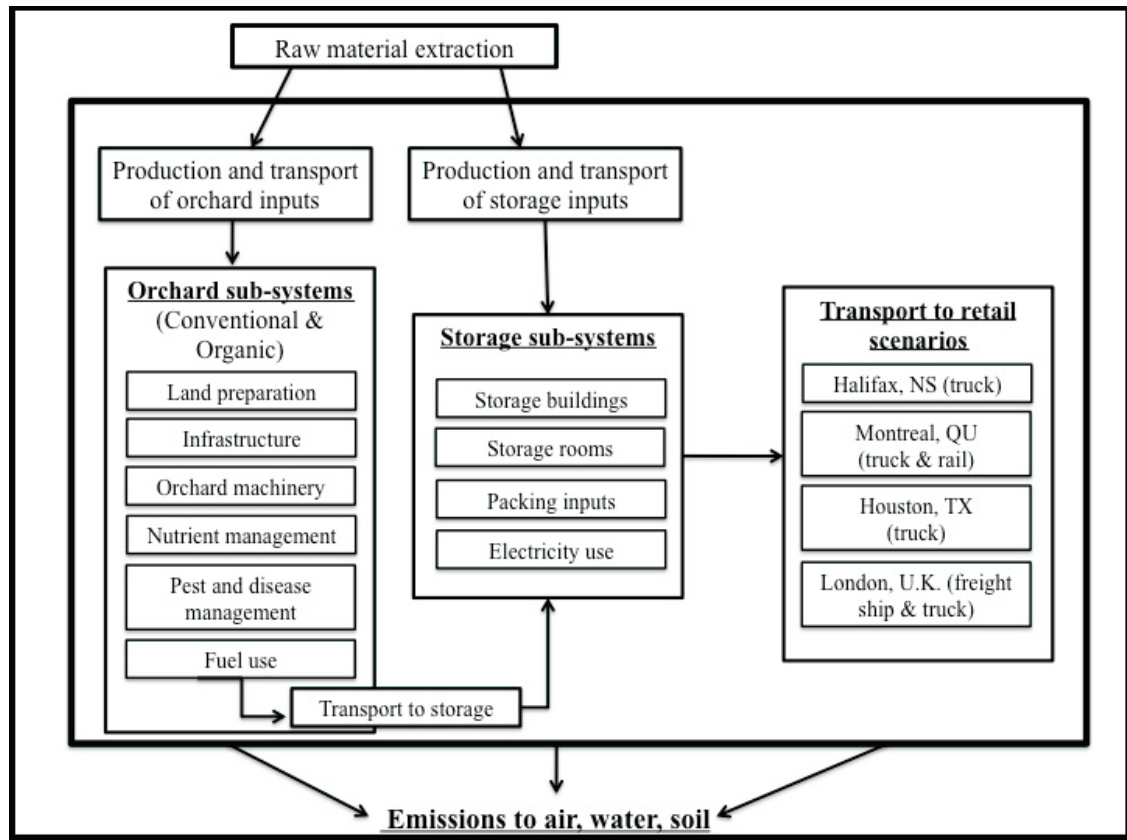 Raw material extraction
Production and transport
of orchard inputs
Production and transport
of storage inputs
Orchard sub-systems
(Conventional &
Organic)
Land preparation
Infrastructure
Orchard machinery
Nutrient management
Pest and disease
management
Fuel use
Transport to storage
Storage sub-systems
Storage buildings
Storage rooms
Packing inputs
Electricity use
Transport to retail
scenarios
Halifax, NS (truck)
Montreal, QU
(truck & rail)
Houston, TX
(truck)
London, U.K. (freight
ship & truck)
Emissions to air, water, soil